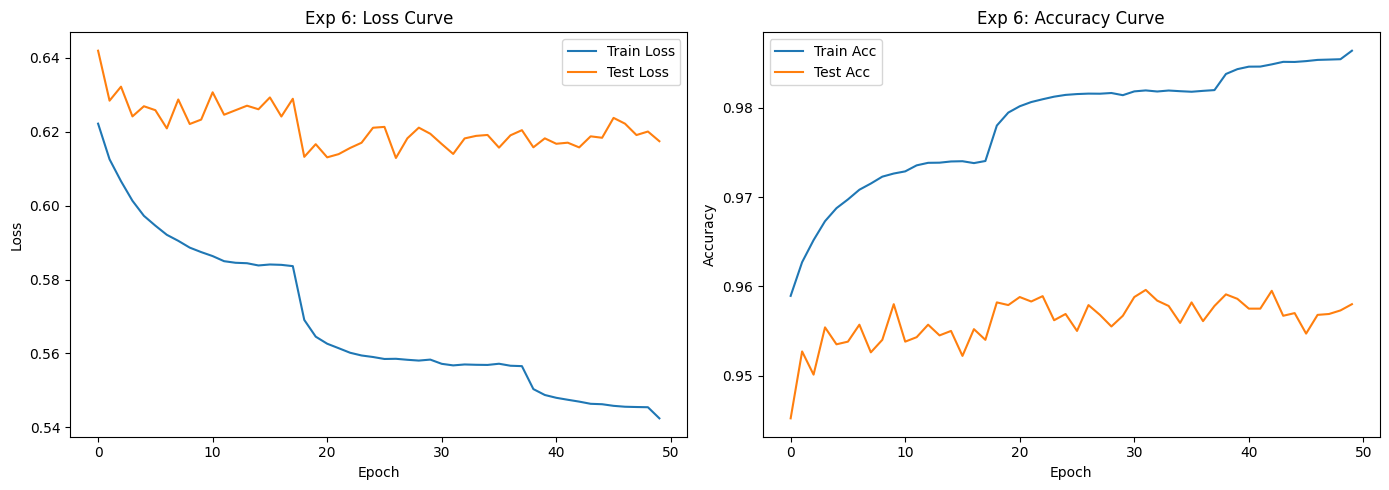 Exp 6: Loss Curve
Train Loss
Test Loss
0.64
0.62
0.60
0.58
0.56
0.54
Loss
0 10 20 30 40 50
Epoch
Exp 6: Accuracy Curve
Train Acc
Test Acc
0.98
0.97
0.96
0.95
Accuracy
0 10 20 30 40 50
Epoch